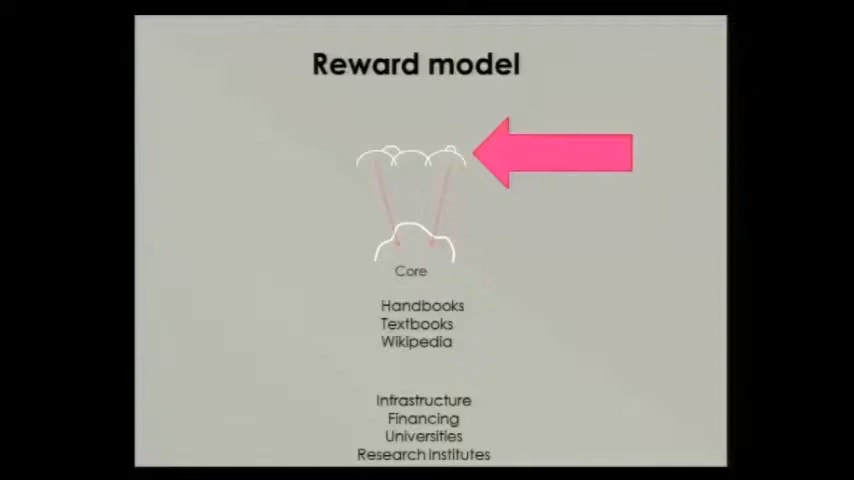 Reward model
Core
Handbooks
Textbooks
Wikipedia
Infrastructure
Financing
Universities
Research Institutes